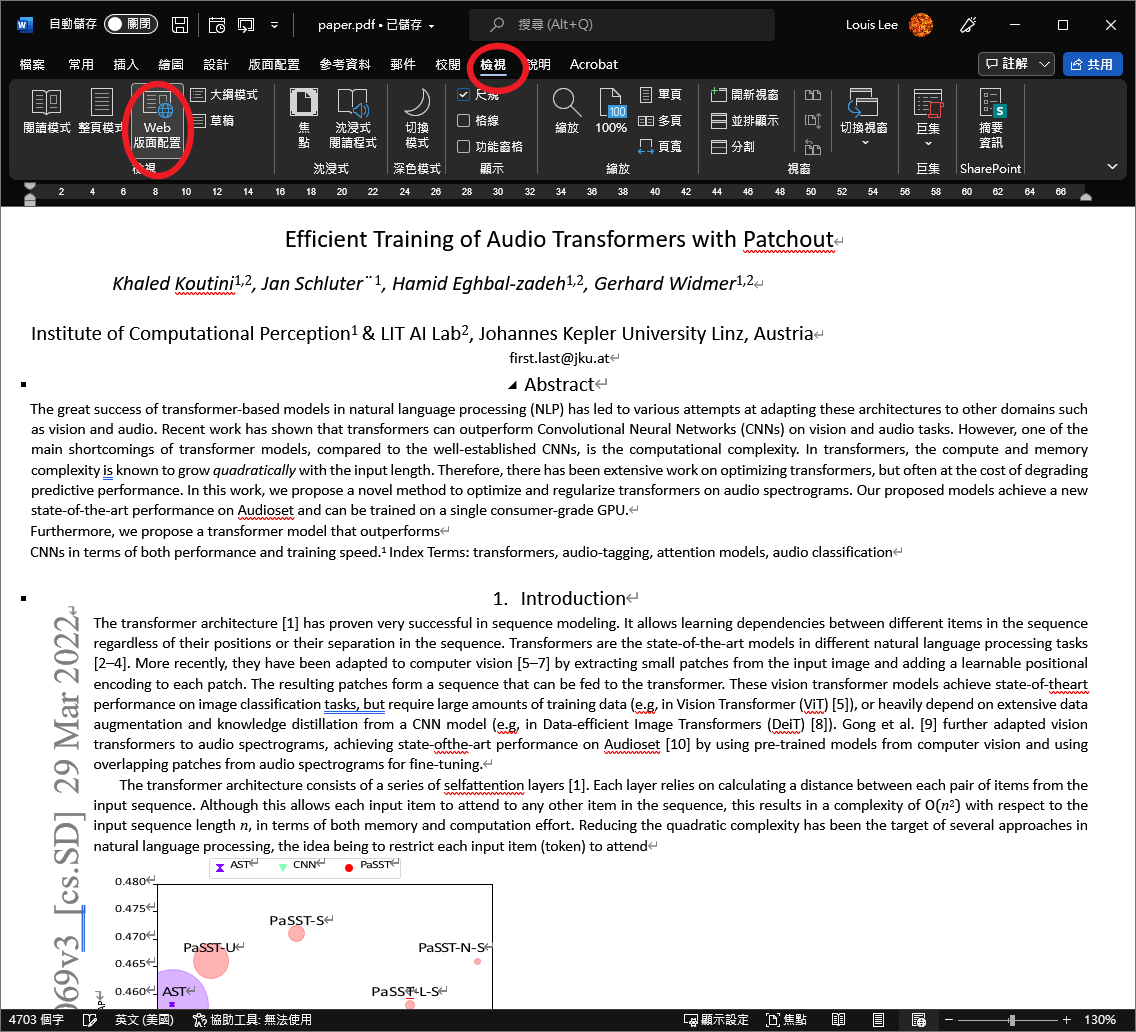 自動儲存 關閉 paper.pdf • 已儲存 搜尋 (Alt+Q) Louis Lee
檔案 常用 插入 繪圖 設計 版面配置 參考資料 郵件 校閱 檢視 說明 Acrobat 註解 共用
閱讀模式 整頁模式 Web
版面配置
大綱模式
草稿
檢視
焦
點
沈浸式
閱讀程式
沈浸式
切換
模式
深色模式
尺規
格線
功能窗格
顯示
縮放 100 100%
單頁
多頁
頁寬
縮放
開新視窗
並排顯示
分割
切換視窗
視窗
巨集
巨集
摘要
資訊
SharePoint
2 4 6 8 10 12 14 16 18 20 22 24 26 28 30 32 34 36 38 40 42 44 46 48 50 52 54 56 58 60 62 64 66
Efficient Training of Audio Transformers with Patchout
Khaled Koutini1,2, Jan Schluter¨1, Hamid Eghbal-zadeh1,2, Gerhard Widmer1,2
Institute of Computational Perception1 & LIT AI Lab2, Johannes Kepler University Linz, Austria
first.last@jku.at
Abstract
The great success of transformer-based models in natural language processing (NLP) has led to various attempts at adapting these architectures to other domains such
as vision and audio. Recent work has shown that transformers can outperform Convolutional Neural Networks (CNNs) on vision and audio tasks. However, one of the
main shortcomings of transformer models, compared to the well-established CNNs, is the computational complexity. In transformers, the compute and memory
complexity is known to grow quadratically with the input length. Therefore, there has been extensive work on optimizing transformers, but often at the cost of degrading
predictive performance. In this work, we propose a novel method to optimize and regularize transformers on audio spectrograms. Our proposed models achieve a new
state-of-the-art performance on Audioset and can be trained on a single consumer-grade GPU.
Furthermore, we propose a transformer model that outperforms
CNNs in terms of both performance and training speed.¹ Index Terms: transformers, audio-tagging, attention models, audio classification
1. Introduction
The transformer architecture [1] has proven very successful in sequence modeling. It allows learning dependencies between different items in the sequence
regardless of their positions or their separation in the sequence. Transformers are the state-of-the-art models in different natural language processing tasks
[2–4]. More recently, they have been adapted to computer vision [5–7] by extracting small patches from the input image and adding a learnable positional
encoding to each patch. The resulting patches form a sequence that can be fed to the transformer. These vision transformer models achieve state-of-theart
performance on image classification tasks, but require large amounts of training data (e.g, in Vision Transformer (ViT) [5]), or heavily depend on extensive data
augmentation and knowledge distillation from a CNN model (e.g, in Data-efficient Image Transformers (DeiT) [8]). Gong et al. [9] further adapted vision
transformers to audio spectrograms, achieving state-ofthe-art performance on Audioset [10] by using pre-trained models from computer vision and using
overlapping patches from audio spectrograms for fine-tuning.
The transformer architecture consists of a series of selfattention layers [1]. Each layer relies on calculating a distance between each pair of items from the
input sequence. Although this allows each input item to attend to any other item in the sequence, this results in a complexity of O(n²) with respect to the
input sequence length n, in terms of both memory and computation effort. Reducing the quadratic complexity has been the target of several approaches in
natural language processing, the idea being to restrict each input item (token) to attend
069v3 [cs.SD] 29 Mar 2022
AST CNN PaSST
0.480
0.475
0.470
0.465
0.460
AP
PaSST-S
PaSST-U
PaSST-N-S
AST
PaSST-L-S
4703 個字 英文 (美國) 協助工具: 無法使用 顯示設定 焦點 130%